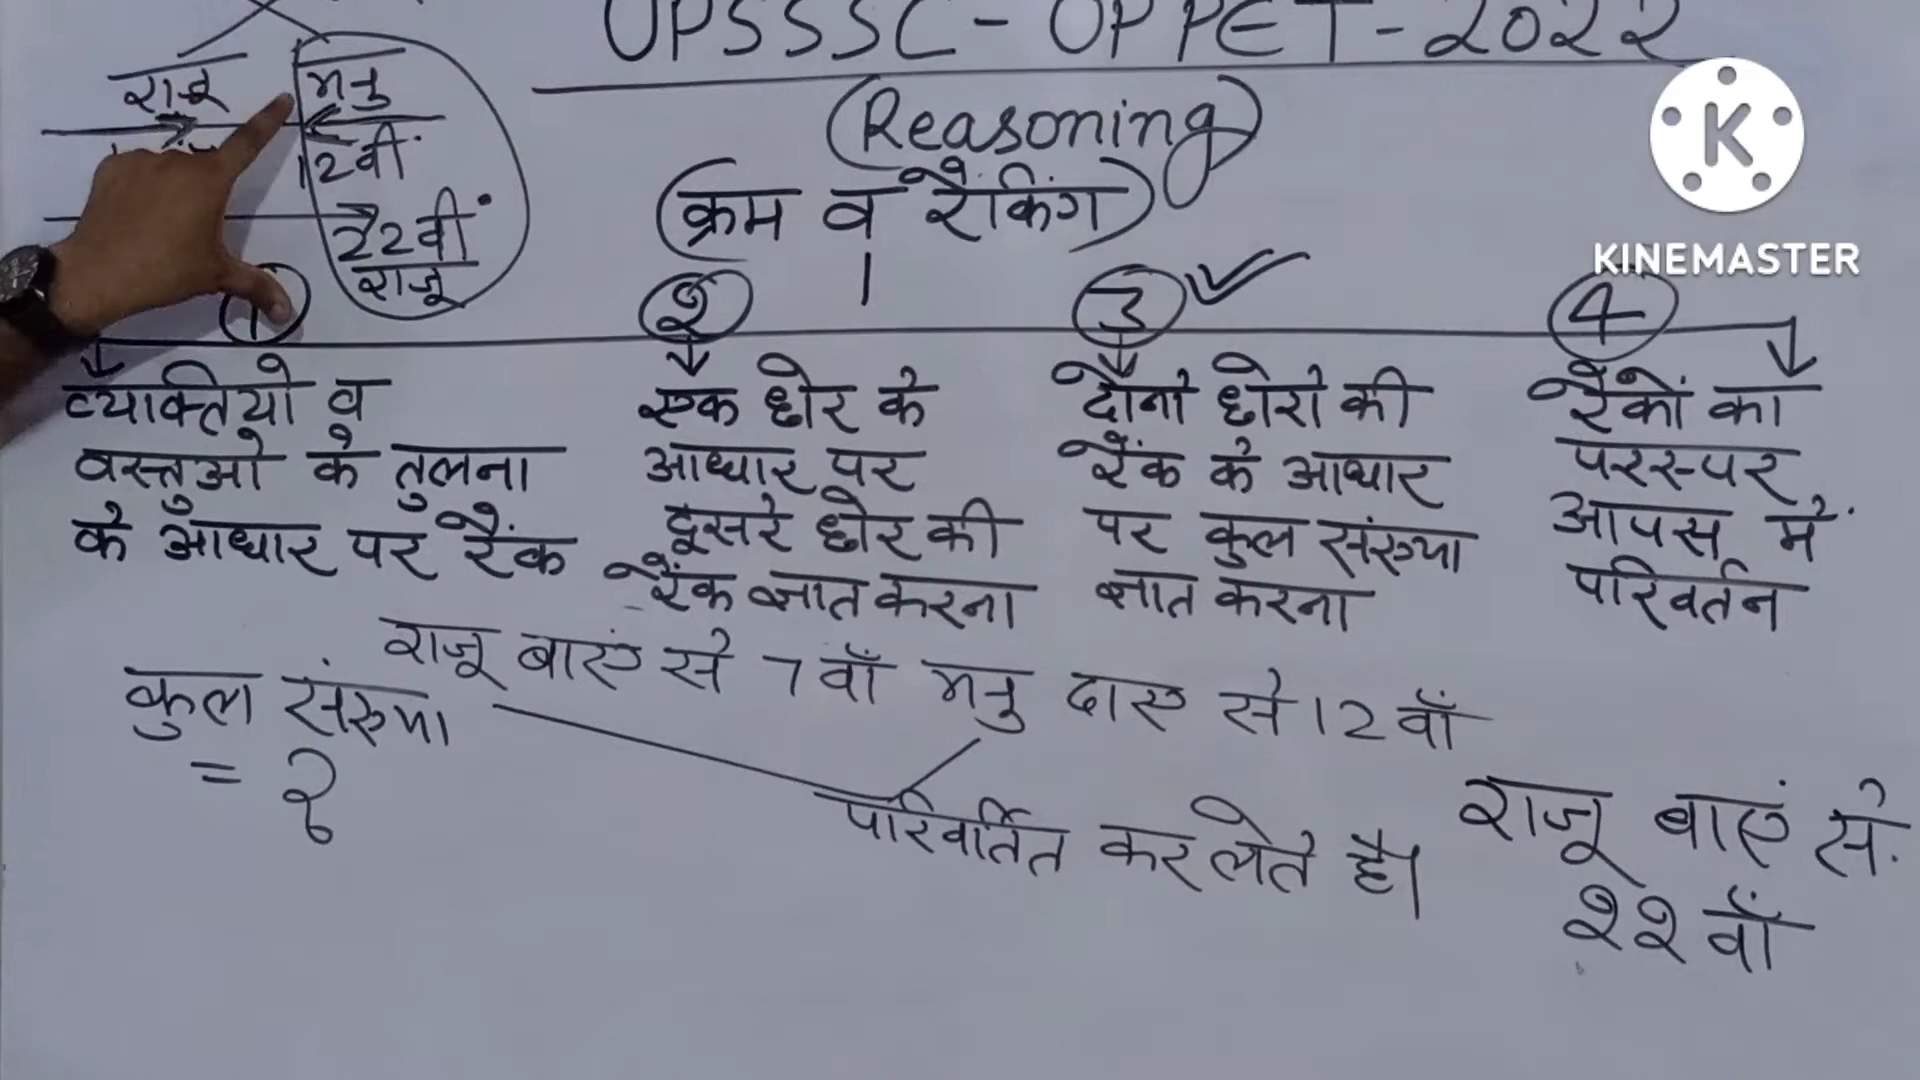 UPSSSC-UPPET-2022
राजू मनु
(Reasoning)
12वीं
(क्रम व रैंकिंग)
22वीं
राजू
1 2 3 4
व्यक्तियो व
वस्तुओ के तुलना
के आधार पर रैंक
एक छोर के
आधार पर
दूसरे छोर की
रैंक ज्ञात करना
दोनो छोरो की
रैंक के आधार
पर कुल संख्या
ज्ञात करना
रैंकों का
परस्पर
आपस में
परिवर्तन
राजू बाएं से 7वाँ मनु दाएं से 12वाँ
कुल संख्या
= ?
परिवर्तित कर लेते है।
राजू बाएं से
22वाँ
K
KINEMASTER